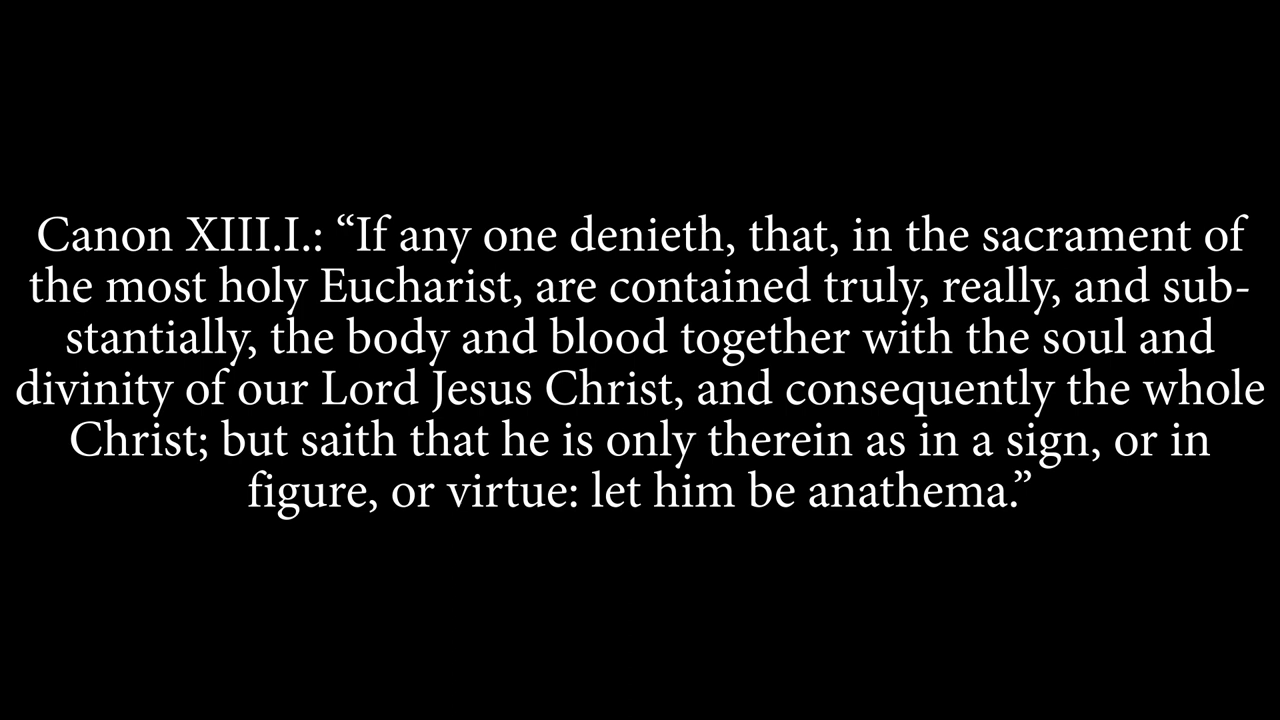 Canon XIII.I.: “If any one denieth, that, in the sacrament of
the most holy Eucharist, are contained truly, really, and sub-
stantially, the body and blood together with the soul and
divinity of our Lord Jesus Christ, and consequently the whole
Christ; but saith that he is only therein as in a sign, or in
figure, or virtue: let him be anathema.”